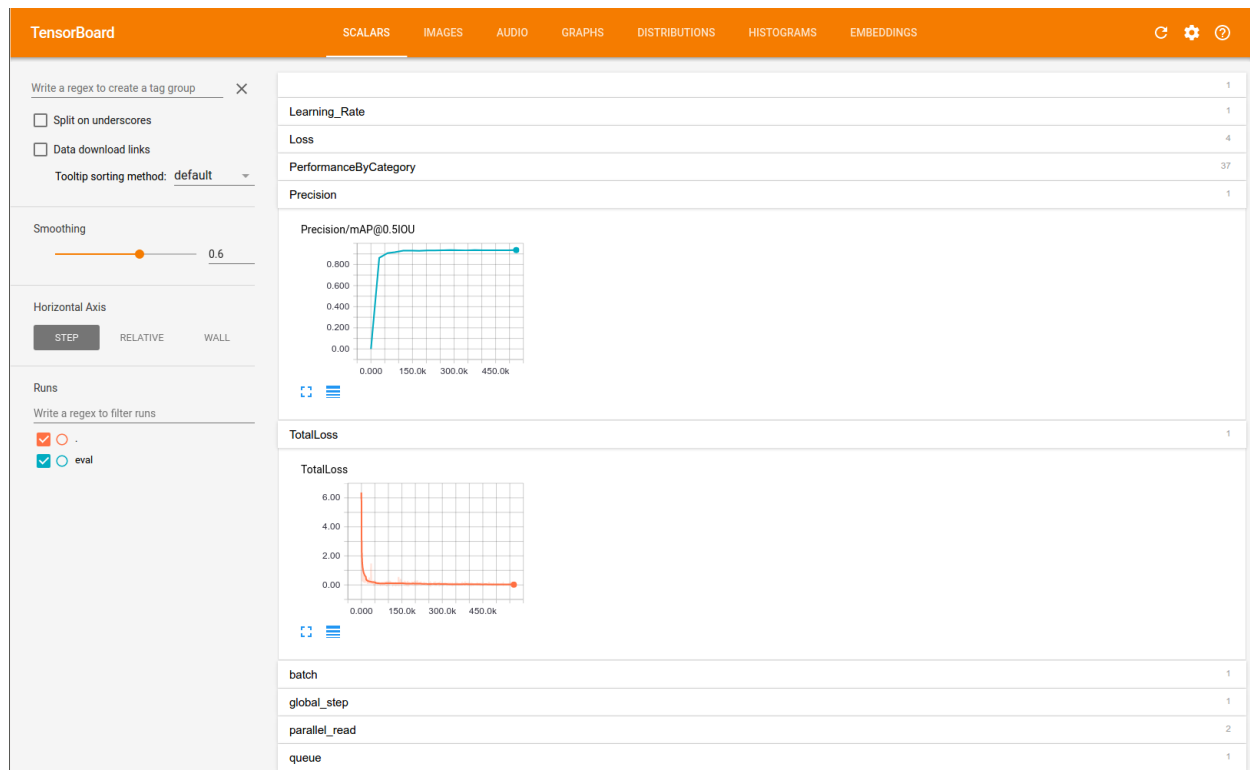 TensorBoard
SCALARS IMAGES AUDIO GRAPHS DISTRIBUTIONS HISTOGRAMS EMBEDDINGS
Write a regex to create a tag group
Split on underscores
Data download links
Tooltip sorting method: default
Smoothing
0.6
Horizontal Axis
STEP RELATIVE WALL
Runs
Write a regex to filter runs
.
eval
1
Learning_Rate 1
Loss 4
PerformanceByCategory 37
Precision 1
Precision/mAP@0.5IOU
0.800
0.600
0.400
0.200
0.00
0.000 150.0k 300.0k 450.0k
TotalLoss 1
TotalLoss
6.00
4.00
2.00
0.00
0.000 150.0k 300.0k 450.0k
batch 1
global_step 1
parallel_read 2
queue 1